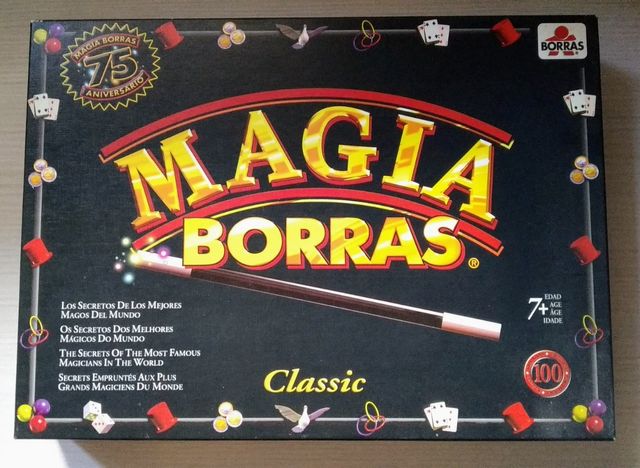 MAGIA BORRAS
75
ANIVERSARIO
BORRAS
MAGIA
BORRAS®
LOS SECRETOS DE LOS MEJORES
MAGOS DEL MUNDO
OS SECRETOS DOS MELHORES
MÁGICOS DO MUNDO
THE SECRETS OF THE MOST FAMOUS
MAGICIANS IN THE WORLD
SECRETS EMPRUNTÉS AUX PLUS
GRANDS MAGICIENS DU MONDE
7+
EDAD
AGE
ÂGE
IDADE
100
Classic